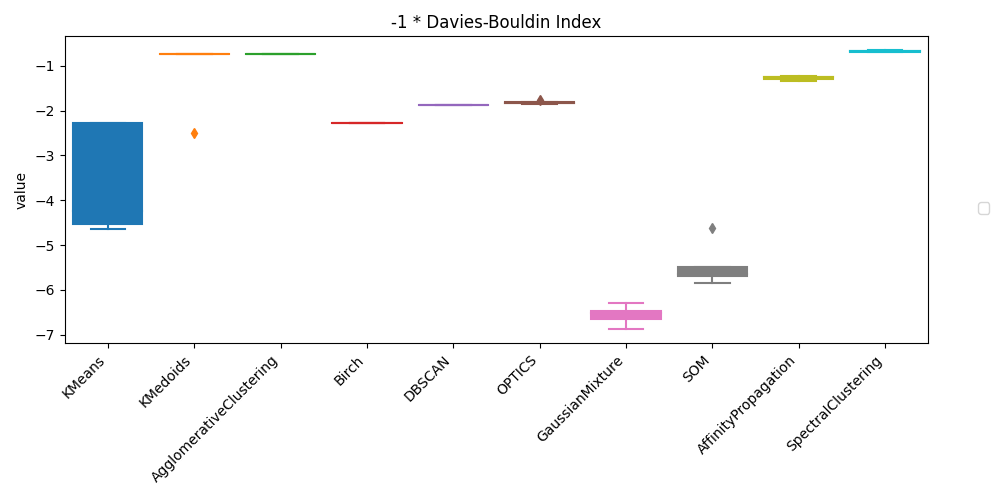 -1 * Davies-Bouldin Index
value
−1
−2
−3
−4
−5
−6
−7
KMeans
KMedoids
AgglomerativeClustering
Birch
DBSCAN
OPTICS
GaussianMixture
SOM
AffinityPropagation
SpectralClustering